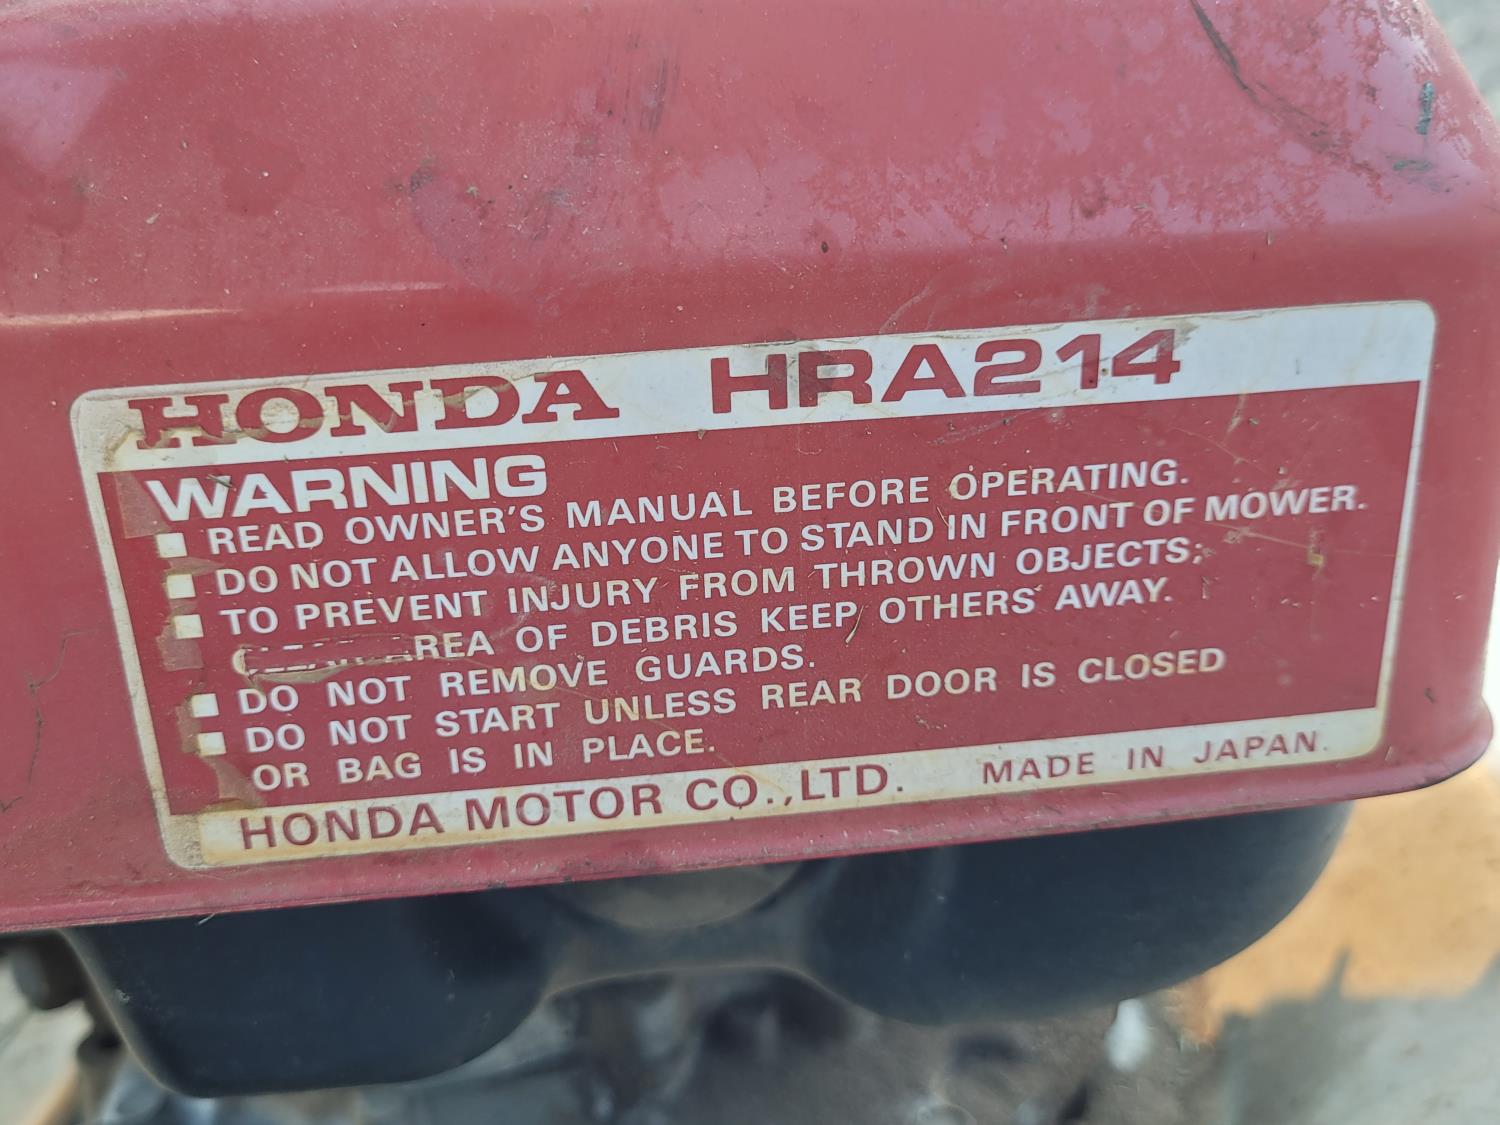 HONDA HRA214
WARNING
■ READ OWNER'S MANUAL BEFORE OPERATING.
■ DO NOT ALLOW ANYONE TO STAND IN FRONT OF MOWER.
■ TO PREVENT INJURY FROM THROWN OBJECTS;
CLEAR AREA OF DEBRIS KEEP OTHERS AWAY.
■ DO NOT REMOVE GUARDS.
■ DO NOT START UNLESS REAR DOOR IS CLOSED
OR BAG IS IN PLACE.
HONDA MOTOR CO.,LTD. MADE IN JAPAN.